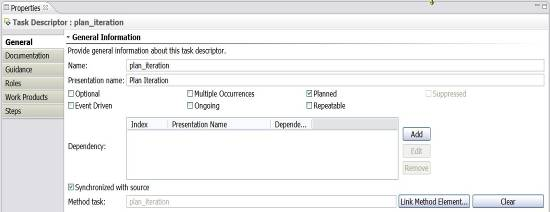 Properties
Task Descriptor : plan_iteration
General
Documentation
Guidance
Roles
Work Products
Steps
General Information
Provide general information about this task descriptor.
Name: plan_iteration
Presentation name: Plan Iteration
Optional Multiple Occurrences Planned Suppressed
Event Driven Ongoing Repeatable
Index Presentation Name Depende...
Dependency:
Add
Edit
Remove
Synchronized with source
Method task: plan_iteration Link Method Element... Clear